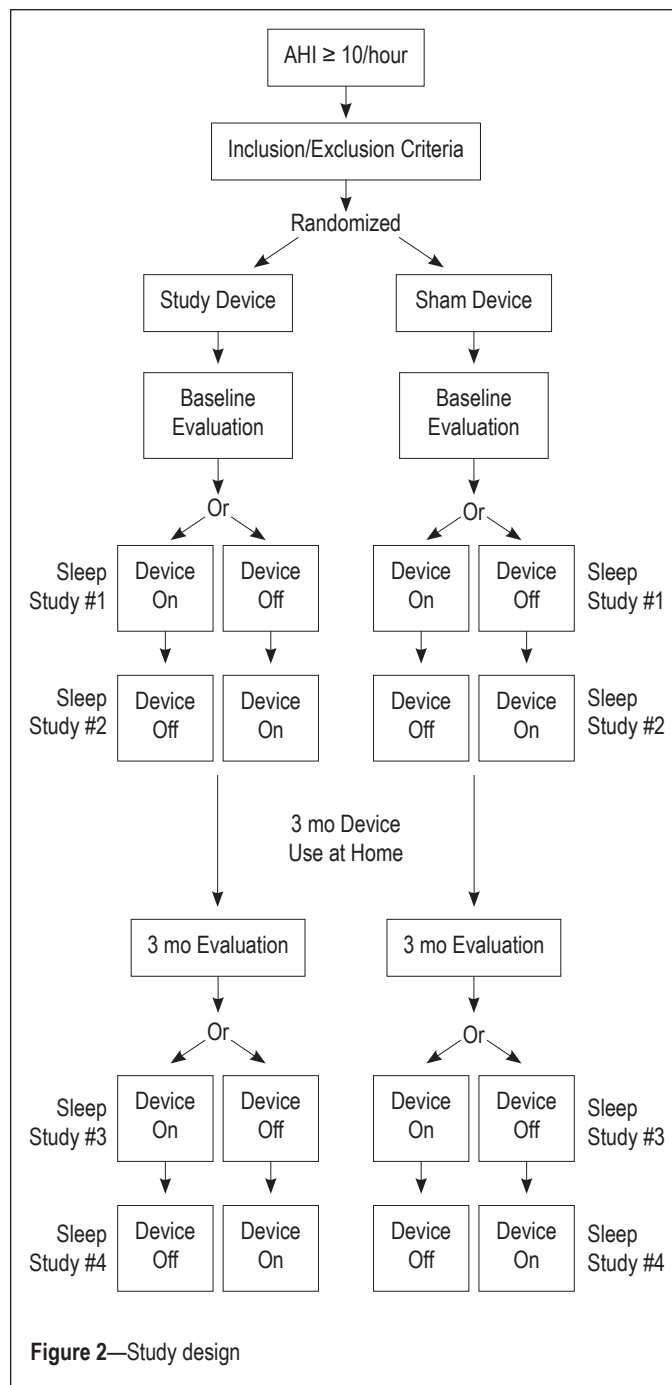 AHI ≥ 10/hour
Inclusion/Exclusion Criteria
Randomized
Study Device
Sham Device
Baseline
Evaluation
Baseline
Evaluation
Or
Or
Sleep
Study #1
Device
On
Device
Off
Device
On
Device
Off
Sleep
Study #1
Sleep
Study #2
Device
Off
Device
On
Device
Off
Device
On
Sleep
Study #2
3 mo Device
Use at Home
3 mo Evaluation
3 mo Evaluation
Or
Or
Sleep
Study #3
Device
On
Device
Off
Device
On
Device
Off
Sleep
Study #3
Sleep
Study #4
Device
Off
Device
On
Device
Off
Device
On
Sleep
Study #4
Figure 2—Study design